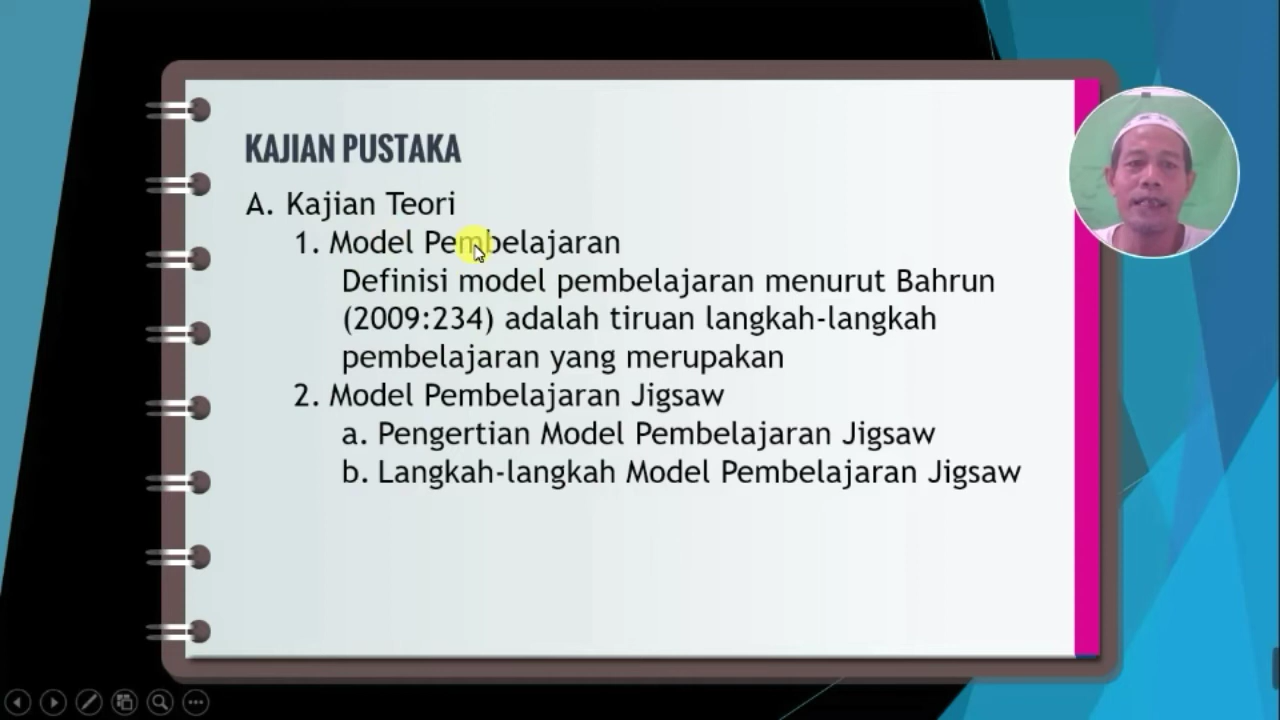 KAJIAN PUSTAKA
A. Kajian Teori
1. Model Pembelajaran
Definisi model pembelajaran menurut Bahrun
(2009:234) adalah tiruan langkah-langkah
pembelajaran yang merupakan
2. Model Pembelajaran Jigsaw
a. Pengertian Model Pembelajaran Jigsaw
b. Langkah-langkah Model Pembelajaran Jigsaw